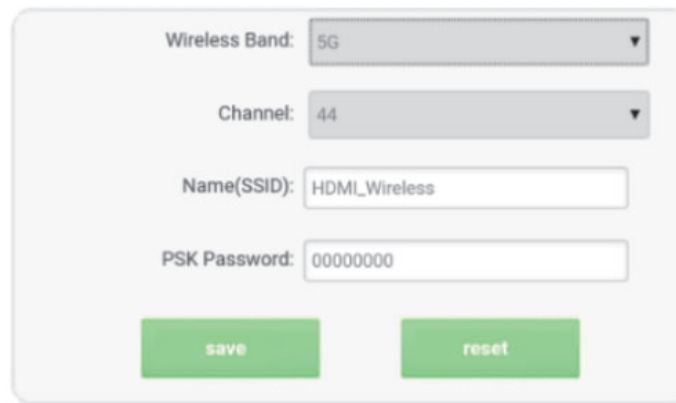 Wireless Band: 5G
Channel: 44
Name(SSID): HDMI_Wireless
PSK Password: 00000000
save reset